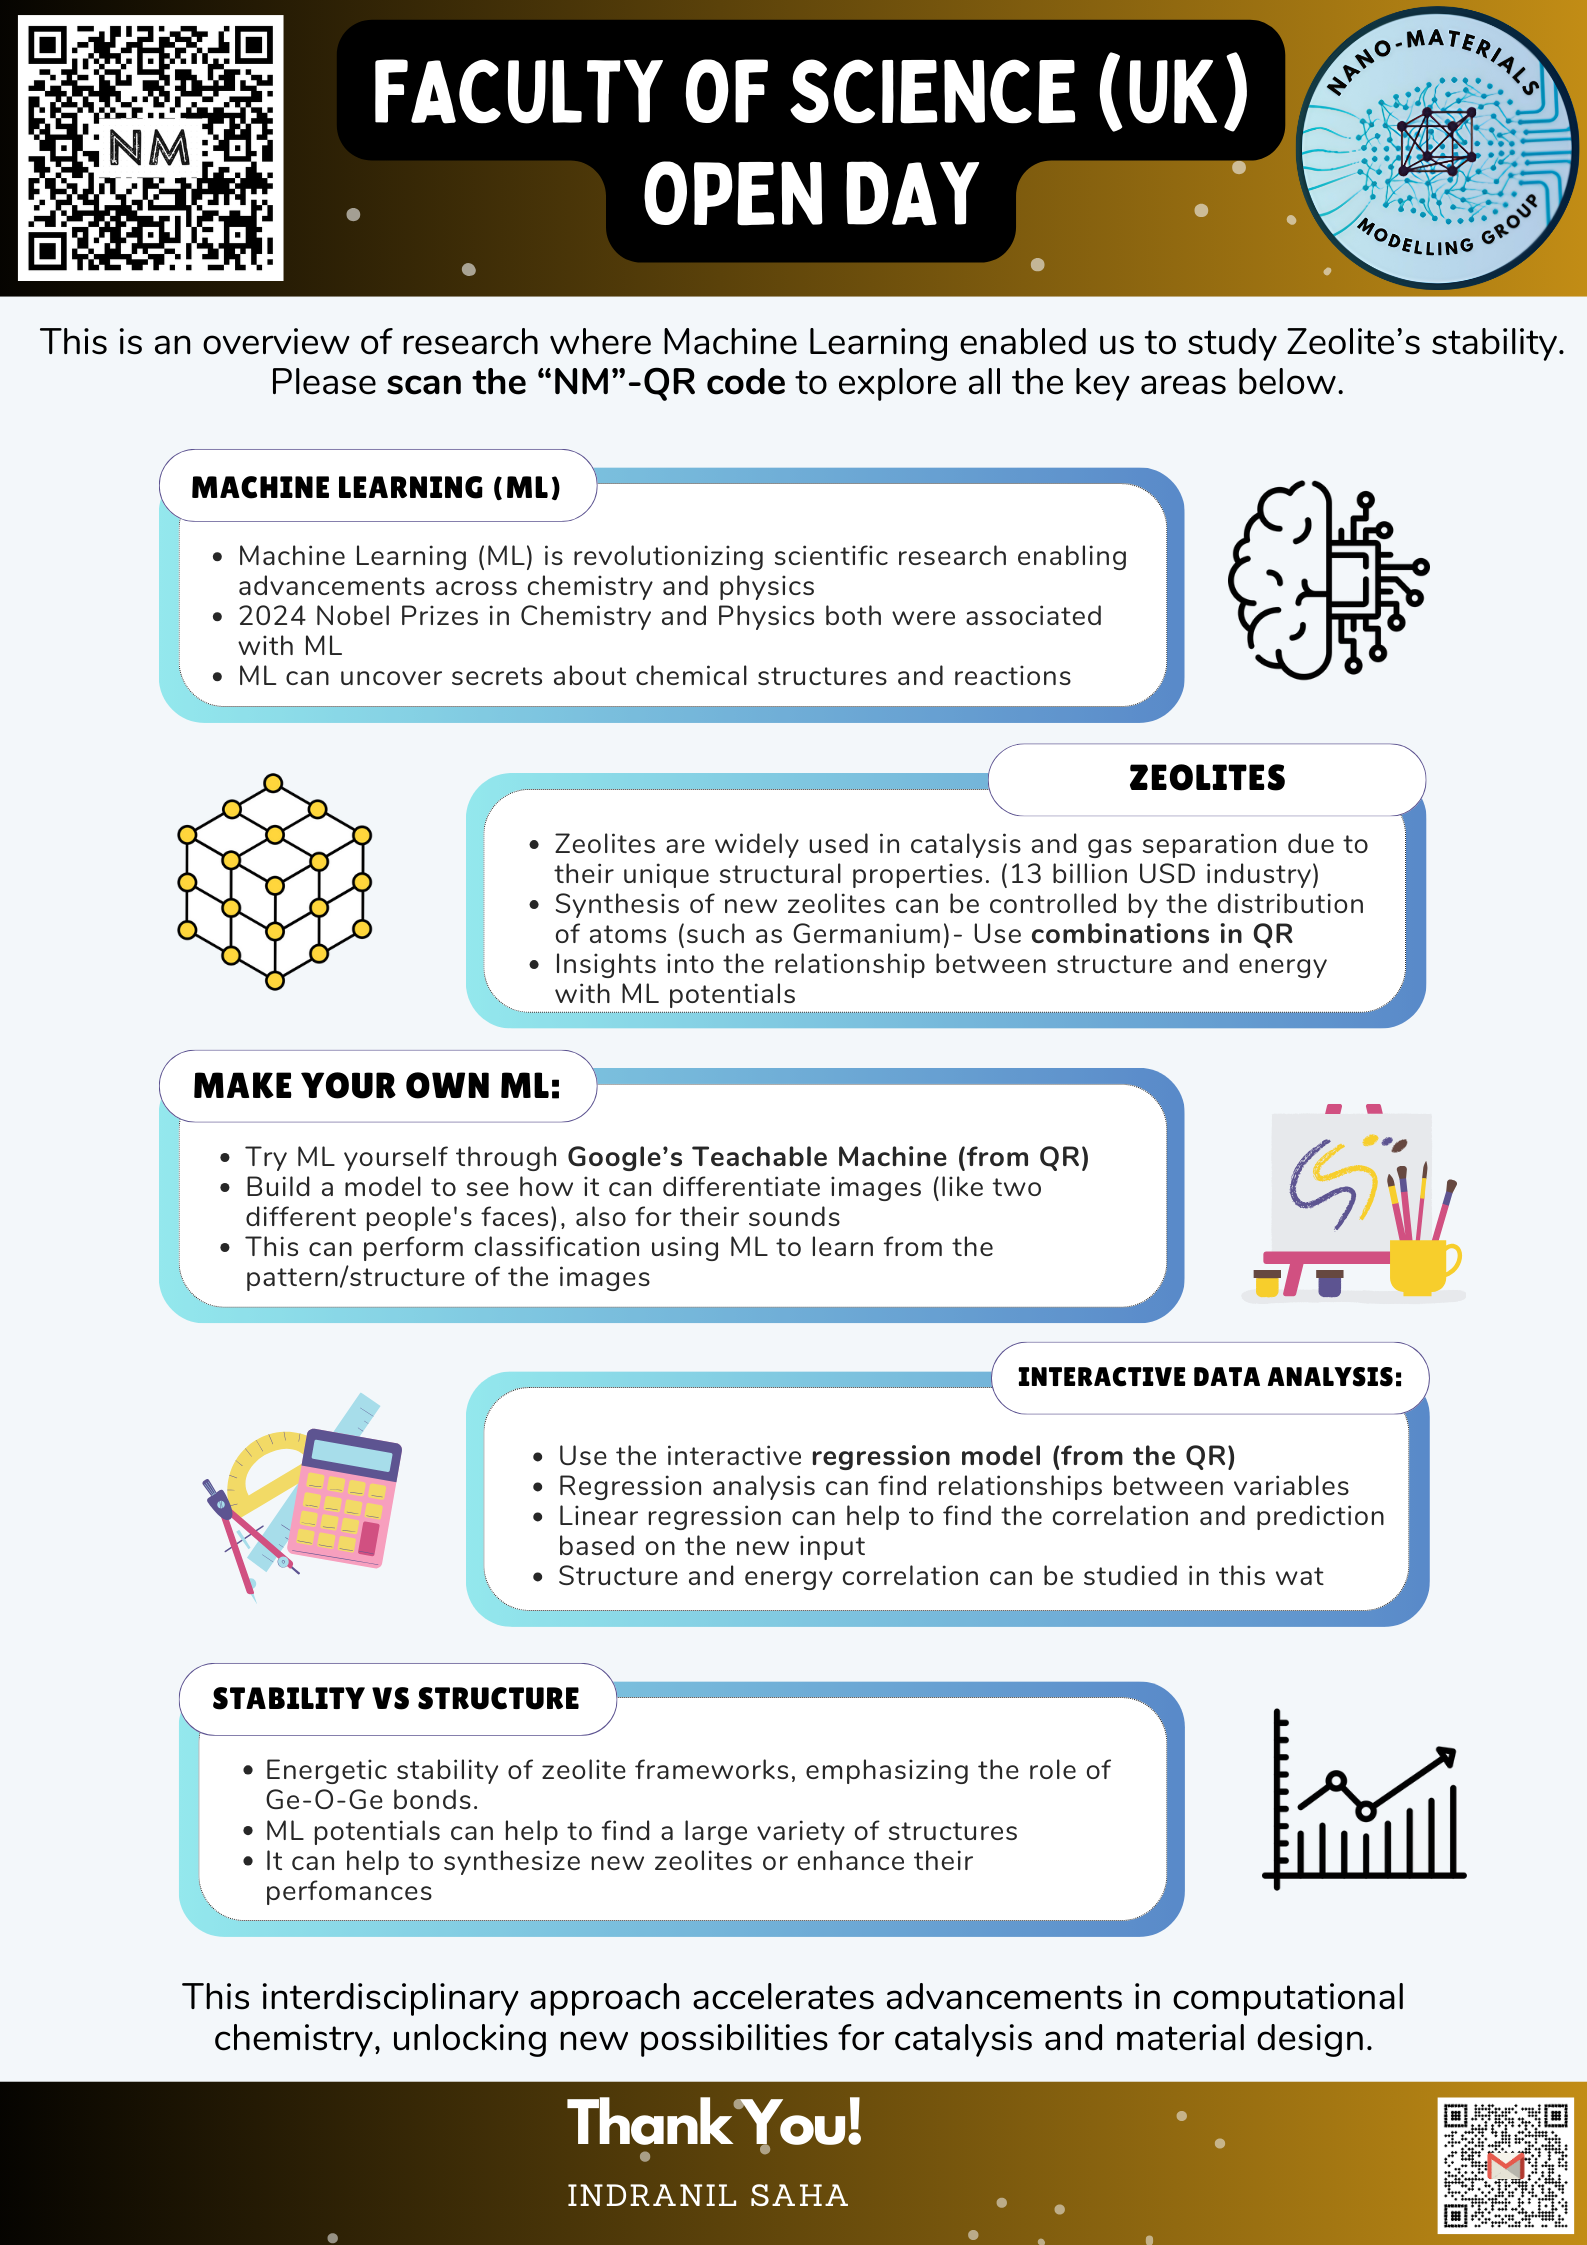 NM
FACULTY OF SCIENCE (UK)
OPEN DAY
NANO-MATERIALS
MODELLING GROUP
This is an overview of research where Machine Learning enabled us to study Zeolite’s stability.
Please scan the “NM”-QR code to explore all the key areas below.
MACHINE LEARNING (ML)
• Machine Learning (ML) is revolutionizing scientific research enabling
advancements across chemistry and physics
• 2024 Nobel Prizes in Chemistry and Physics both were associated
with ML
• ML can uncover secrets about chemical structures and reactions
ZEOLITES
• Zeolites are widely used in catalysis and gas separation due to
their unique structural properties. (13 billion USD industry)
• Synthesis of new zeolites can be controlled by the distribution
of atoms (such as Germanium)- Use combinations in QR
• Insights into the relationship between structure and energy
with ML potentials
MAKE YOUR OWN ML:
• Try ML yourself through Google’s Teachable Machine (from QR)
• Build a model to see how it can differentiate images (like two
different people's faces), also for their sounds
• This can perform classification using ML to learn from the
pattern/structure of the images
INTERACTIVE DATA ANALYSIS:
• Use the interactive regression model (from the QR)
• Regression analysis can find relationships between variables
• Linear regression can help to find the correlation and prediction
based on the new input
• Structure and energy correlation can be studied in this wat
STABILITY VS STRUCTURE
• Energetic stability of zeolite frameworks, emphasizing the role of
Ge-O-Ge bonds.
• ML potentials can help to find a large variety of structures
• It can help to synthesize new zeolites or enhance their
perfomances
This interdisciplinary approach accelerates advancements in computational
chemistry, unlocking new possibilities for catalysis and material design.
Thank You!
INDRANIL SAHA